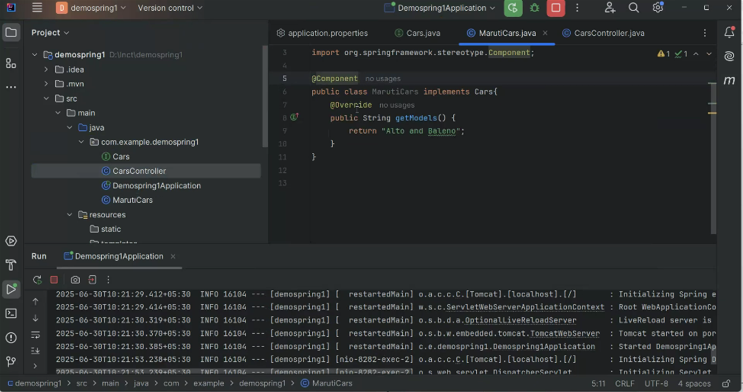 D demospring1 Version control Demospring1Application
Project
application.properties Cars.java MarutiCars.java CarsController.java
demospring1 D:\Incf\demospring1
.idea
.mvn
src
main
java
com.example.demospring1
Cars
CarsController
Demospring1Application
MarutiCars
resources
static
templates
3 import org.springframework.stereotype.Component; 1 1
4
5 @Component no usages
6 public class MarutiCars implements Cars{
7 @Override no usages
8 public String getModels() {
9 return "Alto and Baleno";
10 }
11 }
12
13
m
Run Demospring1Application
2025-06-30T10:21:29.412+05:30 INFO 16104 --- [demospring1] [ restartedMain] o.a.c.c.C.[Tomcat].[localhost].[/] : Initializing Spring e
2025-06-30T10:21:29.414+05:30 INFO 16104 --- [demospring1] [ restartedMain] w.s.c.ServletWebServerApplicationContext : Root WebApplicationC
2025-06-30T10:21:30.319+05:30 INFO 16104 --- [demospring1] [ restartedMain] o.s.b.d.a.OptionalLiveReloadServer : LiveReload server is
2025-06-30T10:21:30.370+05:30 INFO 16104 --- [demospring1] [ restartedMain] o.s.b.w.embedded.tomcat.TomcatWebServer : Tomcat started on por
2025-06-30T10:21:30.385+05:30 INFO 16104 --- [demospring1] [ restartedMain] c.e.demospring1.Demospring1Application : Started Demospring1Ap
2025-06-30T10:21:53.238+05:30 INFO 16104 --- [demospring1] [nio-8282-exec-2] o.a.c.c.C.[Tomcat].[localhost].[/] : Initializing Spring D
2025-06-30T10:21:53.239+05:30 INFO 16104 --- [demospring1] [nio-8282-exec-2] o.s.web.servlet.DispatcherServlet : Initializing Servlet
demospring1 > src > main > java > com > example > demospring1 > MarutiCars 5:11 CRLF UTF-8 4 spaces